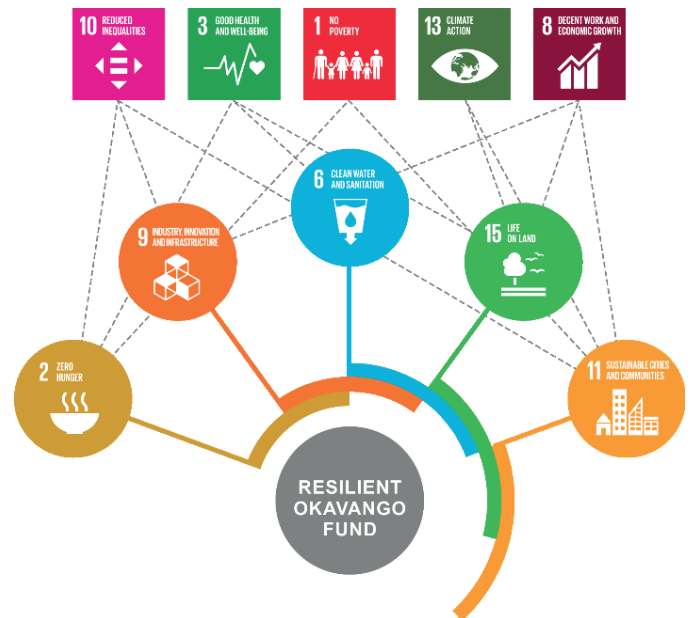 10 REDUCED
INEQUALITIES
3 GOOD HEALTH
AND WELL-BEING
1 NO
POVERTY
13 CLIMATE
ACTION
8 DECENT WORK AND
ECONOMIC GROWTH
6 CLEAN WATER
AND SANITATION
9 INDUSTRY, INNOVATION
AND INFRASTRUCTURE
15 LIFE
ON LAND
2 ZERO
HUNGER
11 SUSTAINABLE CITIES
AND COMMUNITIES
RESILIENT
OKAVANGO
FUND